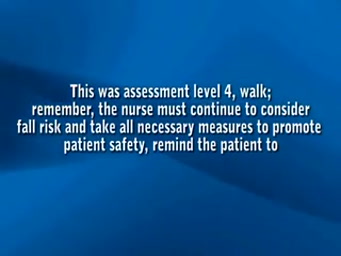 This was assessment level 4, walk;
remember, the nurse must continue to consider
fall risk and take all necessary measures to promote
patient safety, remind the patient to